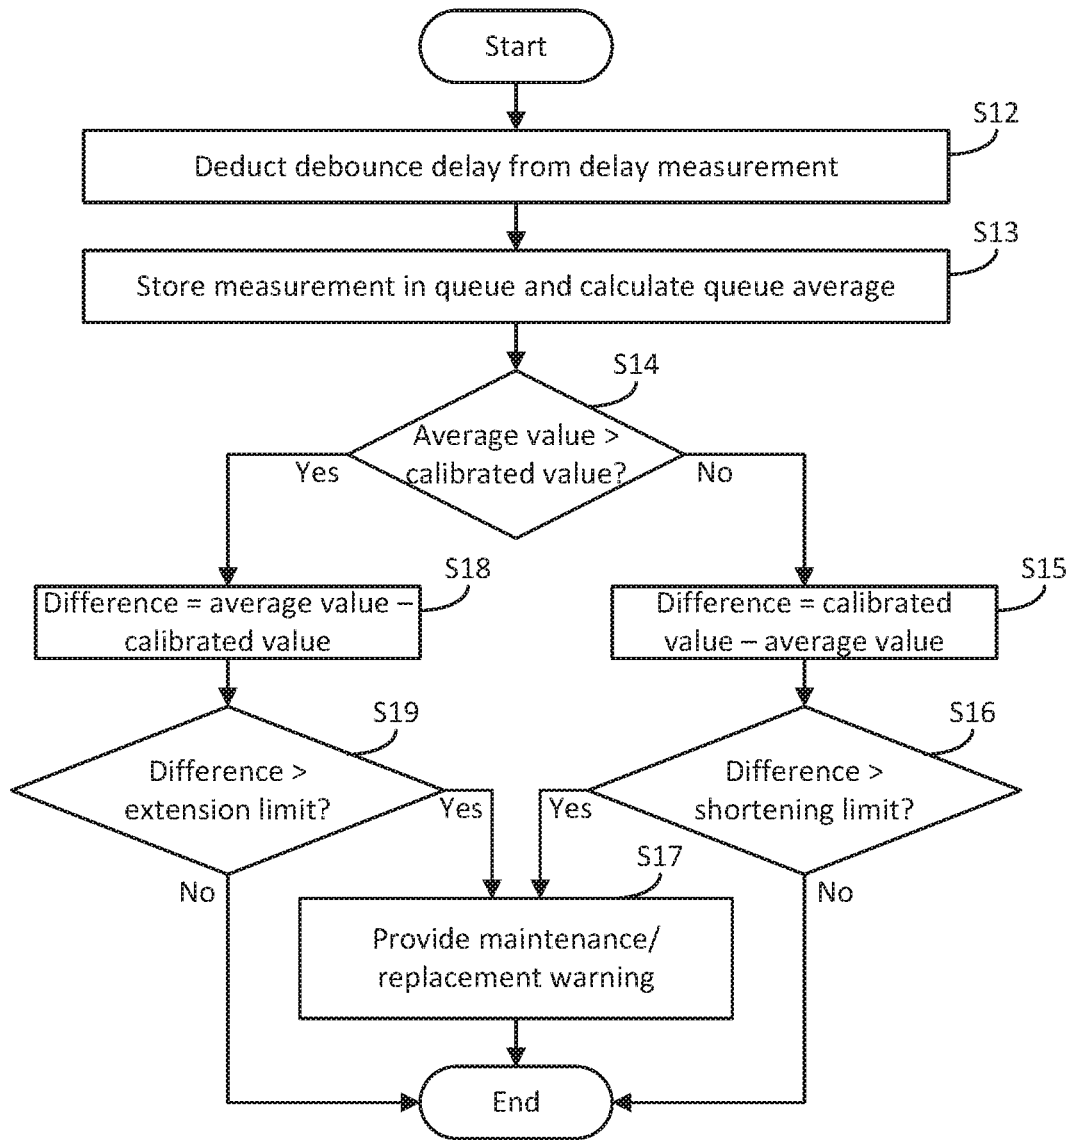 Start
S12
Deduct debounce delay from delay measurement
S13
Store measurement in queue and calculate queue average
S14
Average value >
calibrated value?
Yes
No
S18
Difference = average value –
calibrated value
S15
Difference = calibrated
value – average value
S19
Difference >
extension limit?
Yes
No
S16
Difference >
shortening limit?
Yes
No
S17
Provide maintenance/
replacement warning
End